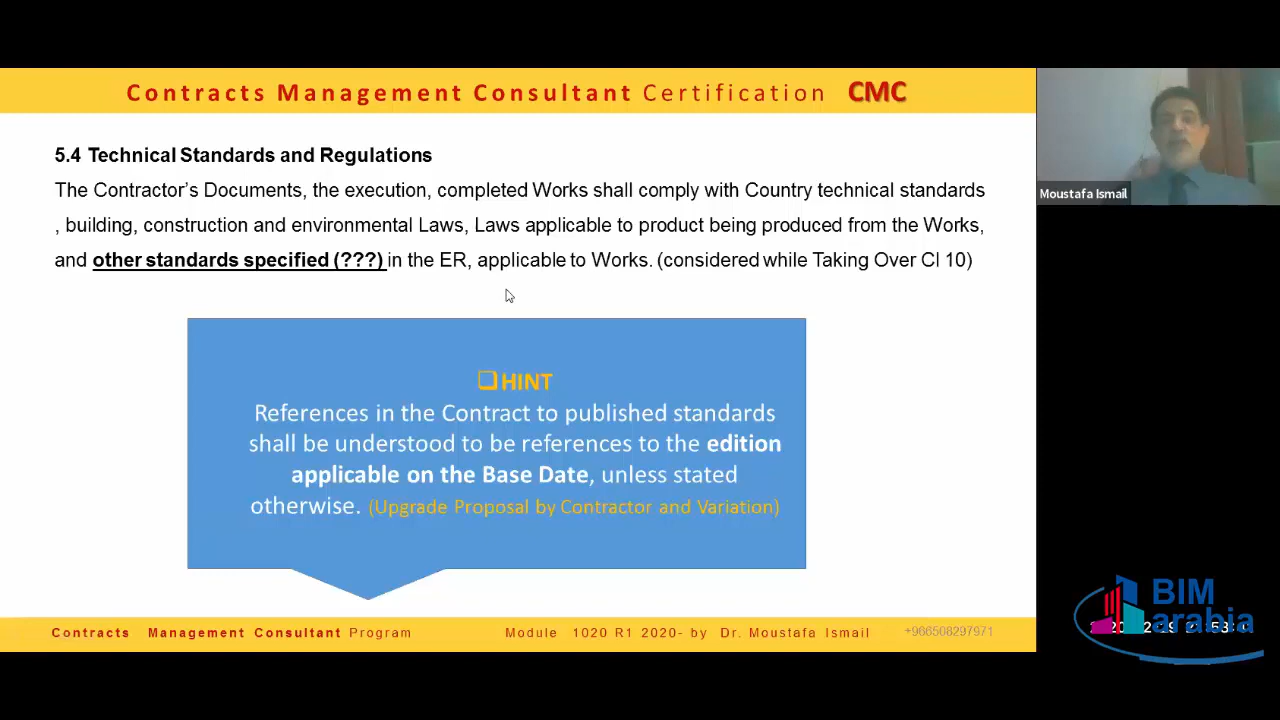 Contracts Management Consultant Certification CMC
5.4 Technical Standards and Regulations
The Contractor's Documents, the execution, completed Works shall comply with Country technical standards
, building, construction and environmental Laws, Laws applicable to product being produced from the Works,
and other standards specified (???) in the ER, applicable to Works. (considered while Taking Over Cl 10)
❑HINT
References in the Contract to published standards
shall be understood to be references to the edition
applicable on the Base Date, unless stated
otherwise. (Upgrade Proposal by Contractor and Variation)
Contracts Management Consultant Program
Module 1020 R1 2020- by Dr. Moustafa Ismail
+966508297971
Moustafa Ismail
BIM
arabia